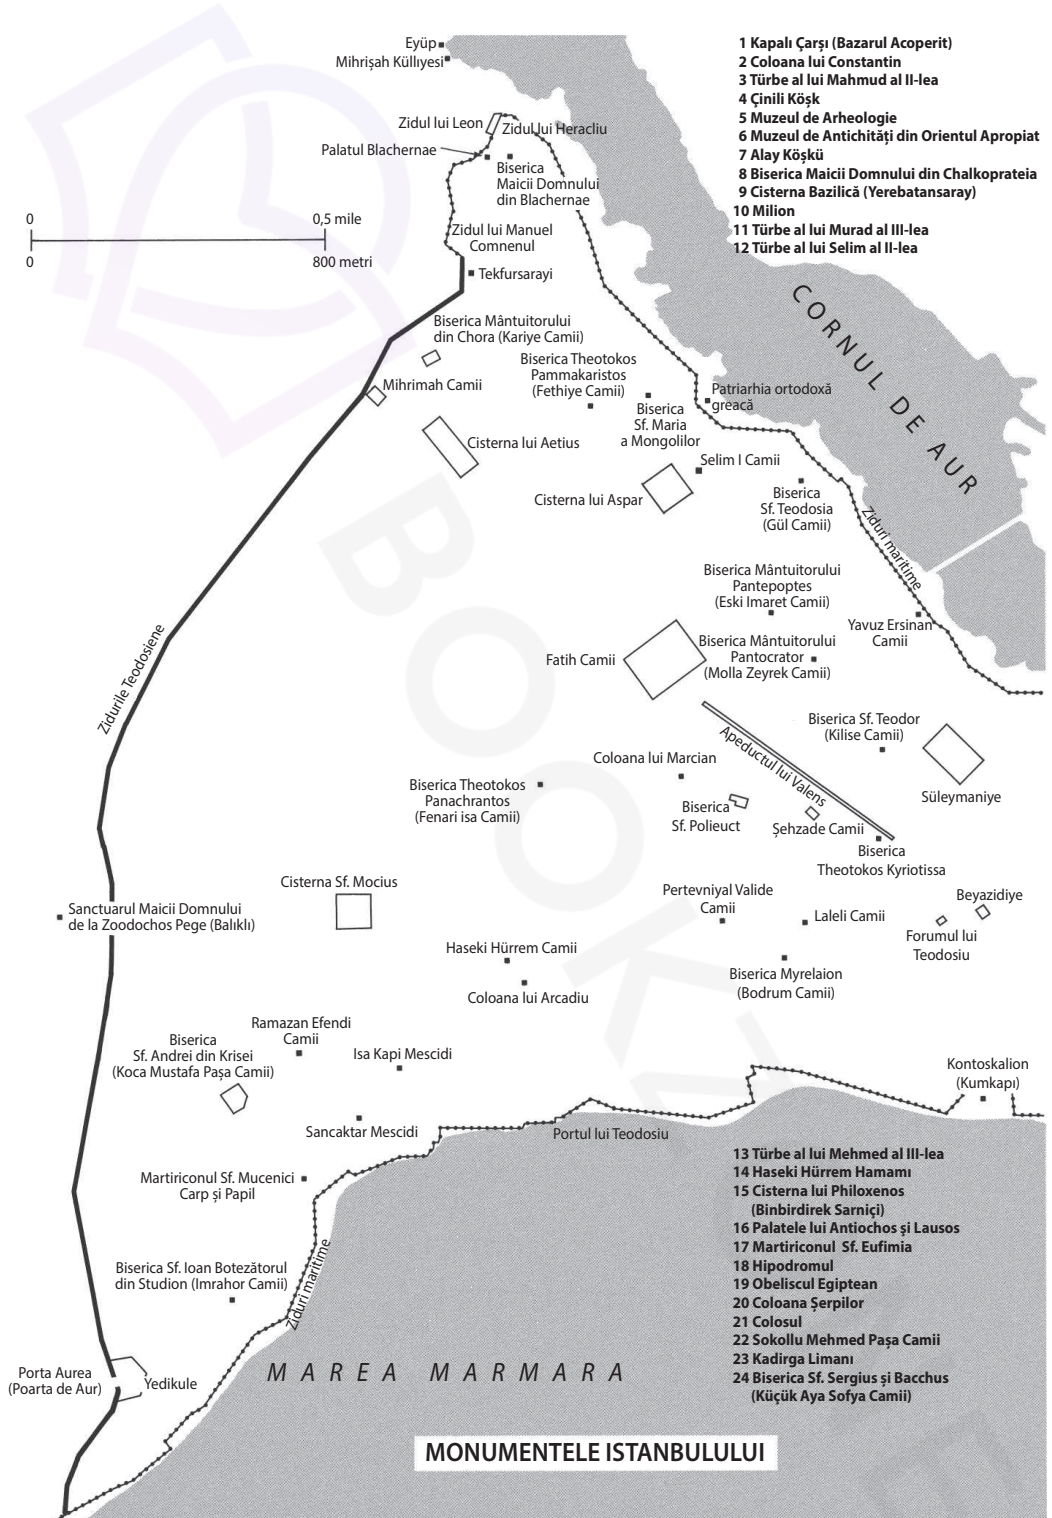 Eyüp
Mihrişah Küllıyesi
1 Kapalı Çarşı (Bazarul Acoperit)
2 Coloana lui Constantin
3 Türbe al lui Mahmud al II-lea
4 Çinili Köşk
5 Muzeul de Arheologie
6 Muzeul de Antichități din Orientul Apropiat
7 Alay Köşkü
8 Biserica Maicii Domnului din Chalkoprateia
9 Cisterna Bazilică (Yerebatansaray)
10 Milion
11 Türbe al lui Murad al III-lea
12 Türbe al lui Selim al II-lea
Zidul lui Leon
Zidul lui Heracliu
Palatul Blachernae
Biserica
Maicii Domnului
din Blachernae
0
0,5 mile
0
800 metri
Zidul lui Manuel
Comnenul
Tekfursarayi
CORNUL DE AUR
Biserica Mântuitorului
din Chora (Kariye Camii)
Mihrimah Camii
Biserica Theotokos
Pammakaristos
(Fethiye Camii)
Biserica
Sf. Maria
a Mongolilor
Patriarhia ortodoxă
greacă
Cisterna lui Aetius
Selim I Camii
Cisterna lui Aspar
Biserica
Sf. Teodosia
(Gül Camii)
Ziduri maritime
Biserica Mântuitorului
Pantepoptes
(Eski Imaret Camii)
Yavuz Ersinan
Camii
Zidurile Teodosiene
Fatih Camii
Biserica Mântuitorului
Pantocrator
(Molla Zeyrek Camii)
Biserica Sf. Teodor
(Kilise Camii)
Apeductul lui Valens
Süleymaniye
Coloana lui Marcian
Biserica Theotokos
Panachrantos
(Fenari isa Camii)
Biserica
Sf. Polieuct
Şehzade Camii
Biserica
Theotokos Kyriotissa
Cisterna Sf. Mocius
Sanctuarul Maicii Domnului
de la Zoodochos Pege (Balıklı)
Pertevniyal Valide
Camii
Laleli Camii
Beyazidiye
Forumul lui
Teodosiu
Haseki Hürrem Camii
Coloana lui Arcadiu
Biserica Myrelaion
(Bodrum Camii)
Ramazan Efendi
Camii
Biserica
Sf. Andrei din Krisei
(Koca Mustafa Pașa Camii)
Isa Kapi Mescidi
Sancaktar Mescidi
Kontoskalion
(Kumkapı)
Portul lui Teodosiu
Martiriconul Sf. Mucenici
Carp și Papil
13 Türbe al lui Mehmed al III-lea
14 Haseki Hürrem Hamamı
15 Cisterna lui Philoxenos
(Binbirdirek Sarniçi)
16 Palatele lui Antiochos și Lausos
17 Martiriconul Sf. Eufimia
18 Hipodromul
19 Obeliscul Egiptean
20 Coloana Șerpilor
21 Colosul
22 Sokollu Mehmed Pașa Camii
23 Kadirga Limanı
24 Biserica Sf. Sergius și Bacchus
(Küçük Aya Sofya Camii)
Biserica Sf. Ioan Botezătorul
din Studion (Imrahor Camii)
Ziduri maritime
Porta Aurea
(Poarta de Aur)
Yedikule
MAREA MARMARA
MONUMENTELE ISTANBULULUI
BOOKZ